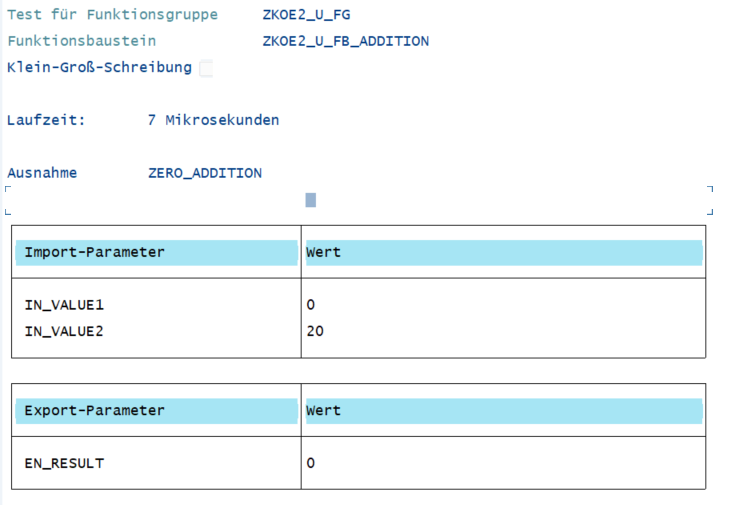 Test für Funktionsgruppe ZKOE2_U_FG
Funktionsbaustein ZKOE2_U_FB_ADDITION
Klein-Groß-Schreibung
Laufzeit: 7 Mikrosekunden
Ausnahme ZERO_ADDITION
Import-Parameter Wert
IN_VALUE1 0
IN_VALUE2 20
Export-Parameter Wert
EN_RESULT 0